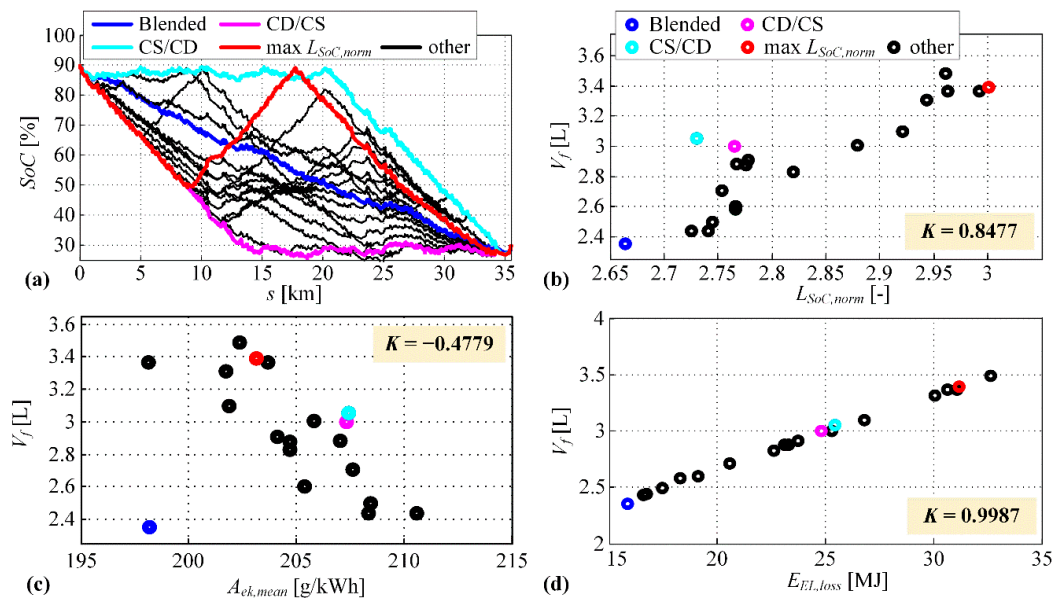 Blended CD/CS
CS/CD max L_SoC,norm other
100
90
80
70
60
50
40
30
SoC [%]
0 5 10 15 20 25 30 35
(a) s [km]
Blended CD/CS
CS/CD max L_SoC,norm other
3.6
3.4
3.2
3
2.8
2.6
2.4
V_f [L]
K = 0.8477
2.65 2.7 2.75 2.8 2.85 2.9 2.95 3
(b) L_SoC,norm [-]
3.6
3.4
3.2
3
2.8
2.6
2.4
V_f [L]
K = −0.4779
195 200 205 210 215
(c) A_ek,mean [g/kWh]
4
3.5
3
2.5
2
V_f [L]
K = 0.9987
15 20 25 30 35
(d) E_EL,loss [MJ]